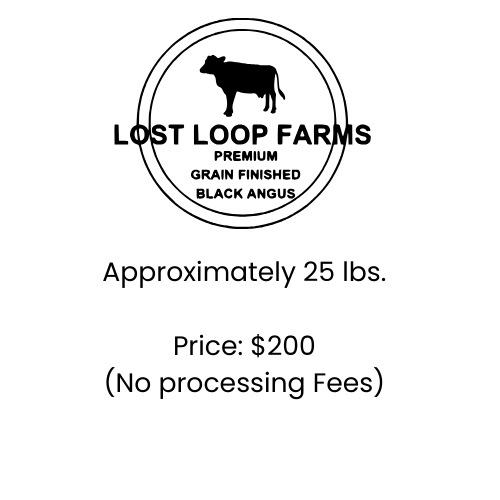 LOST LOOP FARMS
PREMIUM
GRAIN FINISHED
BLACK ANGUS
Approximately 25 lbs.
Price: $200
(No processing Fees)